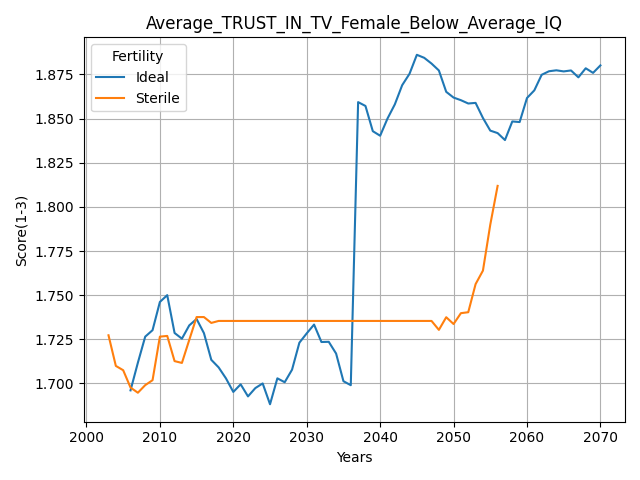 Average_TRUST_IN_TV_Female_Below_Average_IQ
Fertility
Ideal
Sterile
Score(1-3)
1.875
1.850
1.825
1.800
1.775
1.750
1.725
1.700
2000 2010 2020 2030 2040 2050 2060 2070
Years